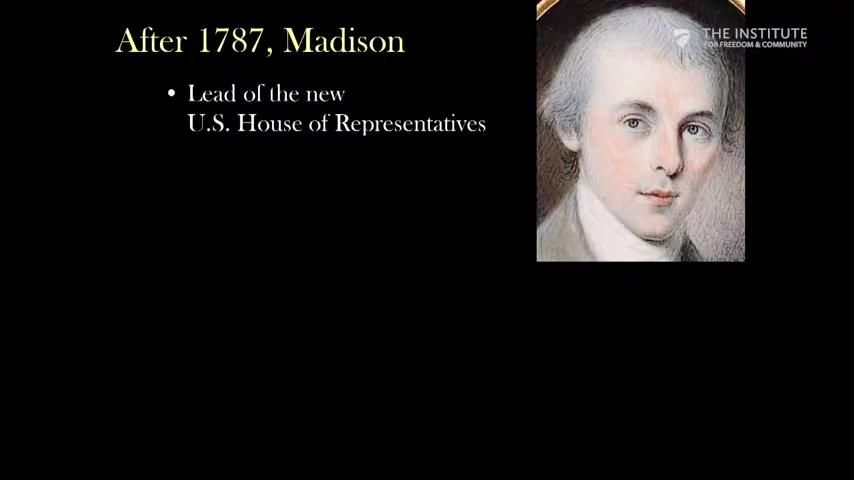 After 1787, Madison
• Lead of the new
U.S. House of Representatives
THE INSTITUTE
FOR FREEDOM & COMMUNITY